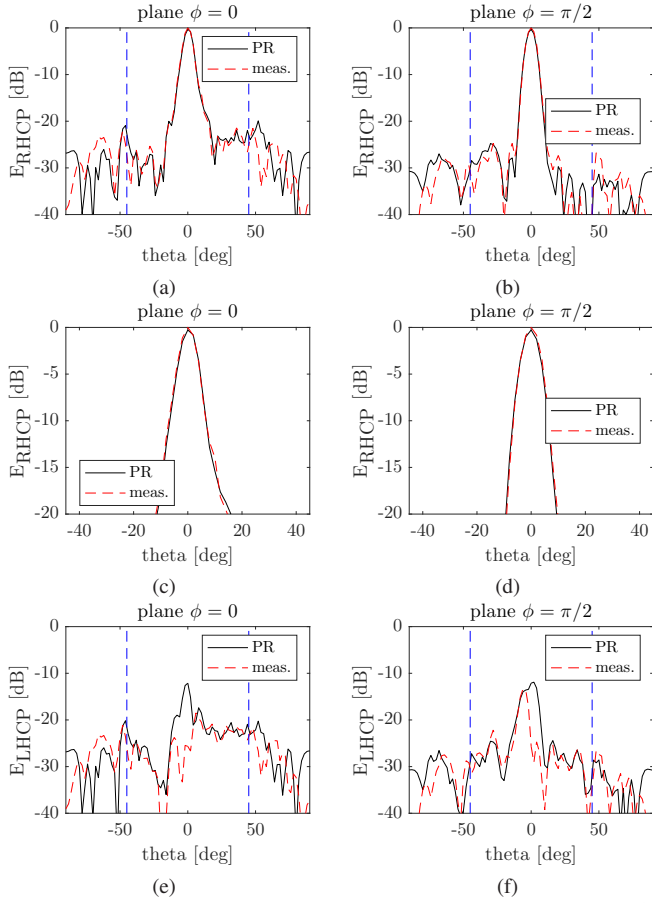 plane ϕ = 0
E_RHCP [dB]
0
-10
-20
-30
-40
PR
meas.
-50 0 50
theta [deg]
(a)
plane ϕ = π/2
E_RHCP [dB]
0
-10
-20
-30
-40
PR
meas.
-50 0 50
theta [deg]
(b)
plane ϕ = 0
E_RHCP [dB]
0
-5
-10
-15
-20
PR
meas.
-40 -20 0 20 40
theta [deg]
(c)
plane ϕ = π/2
E_RHCP [dB]
0
-5
-10
-15
-20
PR
meas.
-40 -20 0 20 40
theta [deg]
(d)
plane ϕ = 0
E_LHCP [dB]
0
-10
-20
-30
-40
PR
meas.
-50 0 50
theta [deg]
(e)
plane ϕ = π/2
E_LHCP [dB]
0
-10
-20
-30
-40
PR
meas.
-50 0 50
theta [deg]
(f)